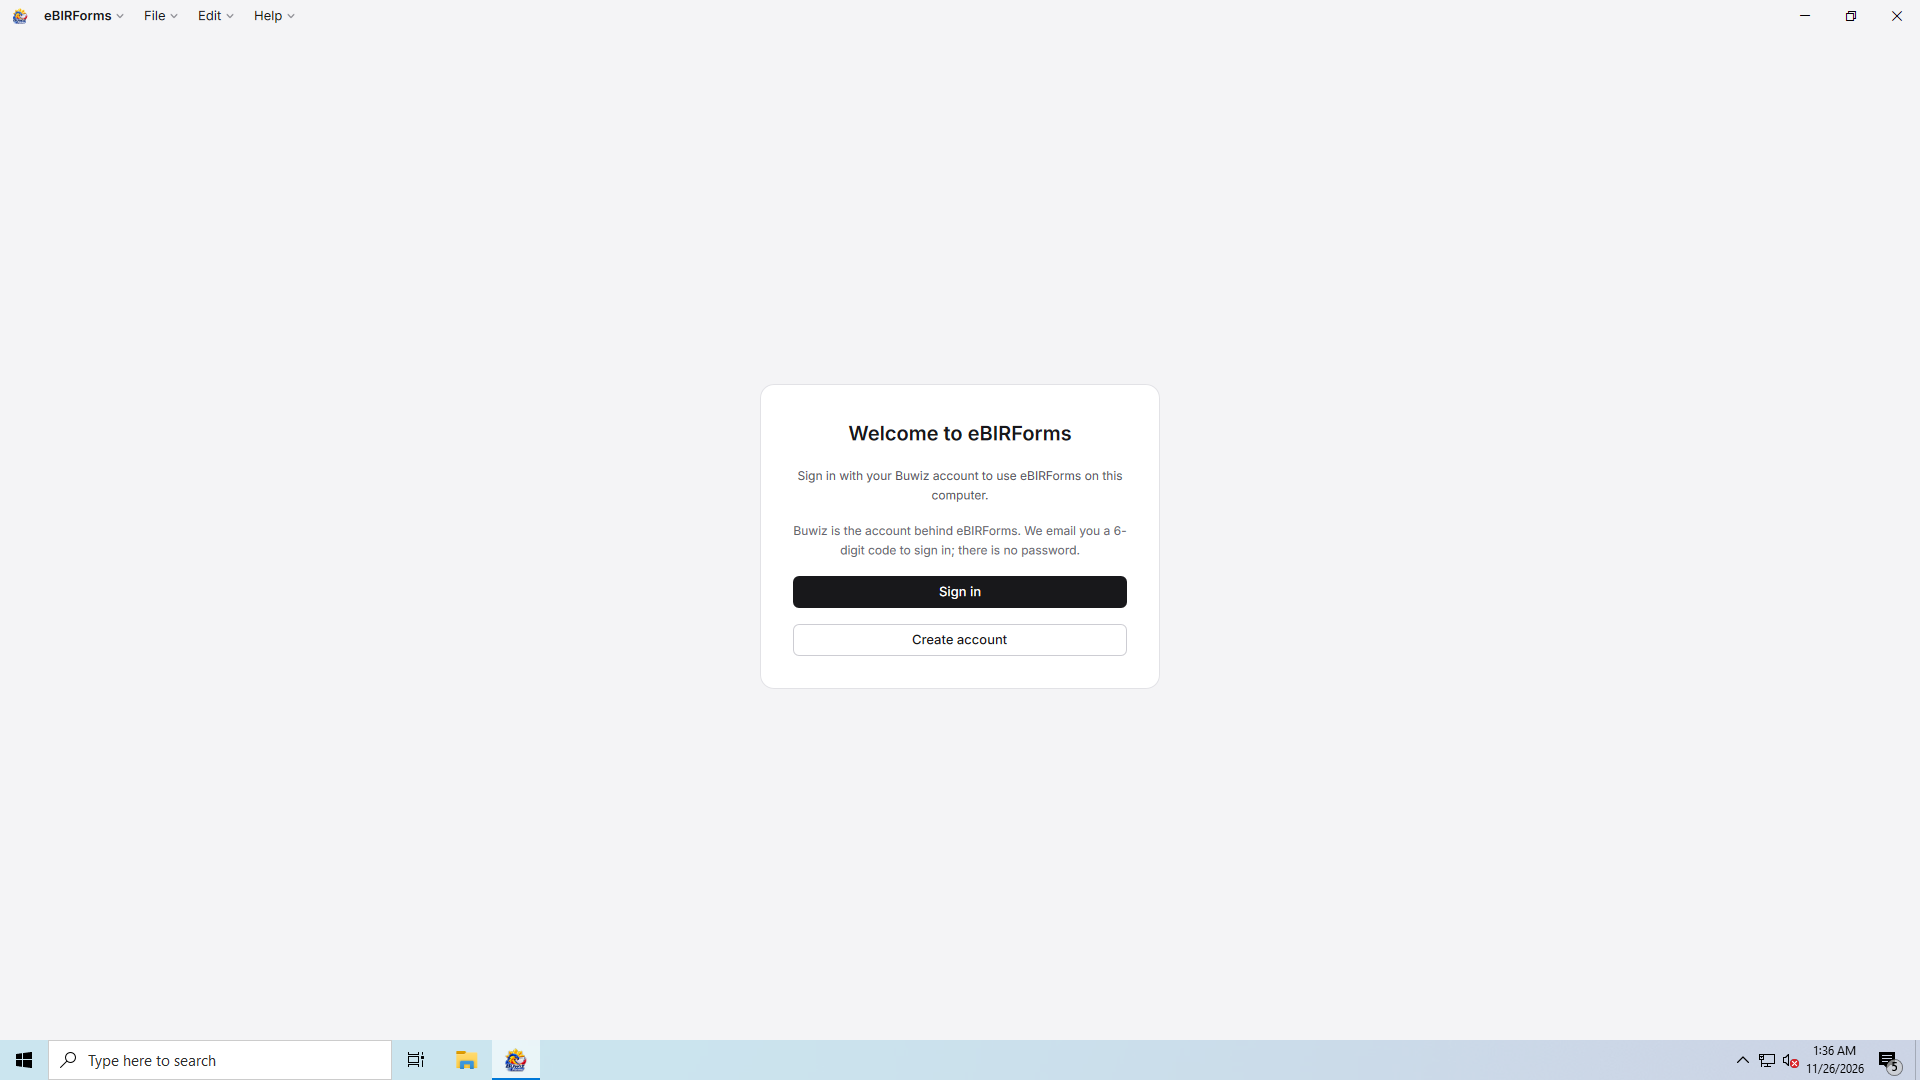 eBIRForms File Edit Help
Welcome to eBIRForms
Sign in with your Buwiz account to use eBIRForms on this
computer.
Buwiz is the account behind eBIRForms. We email you a 6-
digit code to sign in; there is no password.
Sign in
Create account
Type here to search
1:36 AM
11/26/2026
5